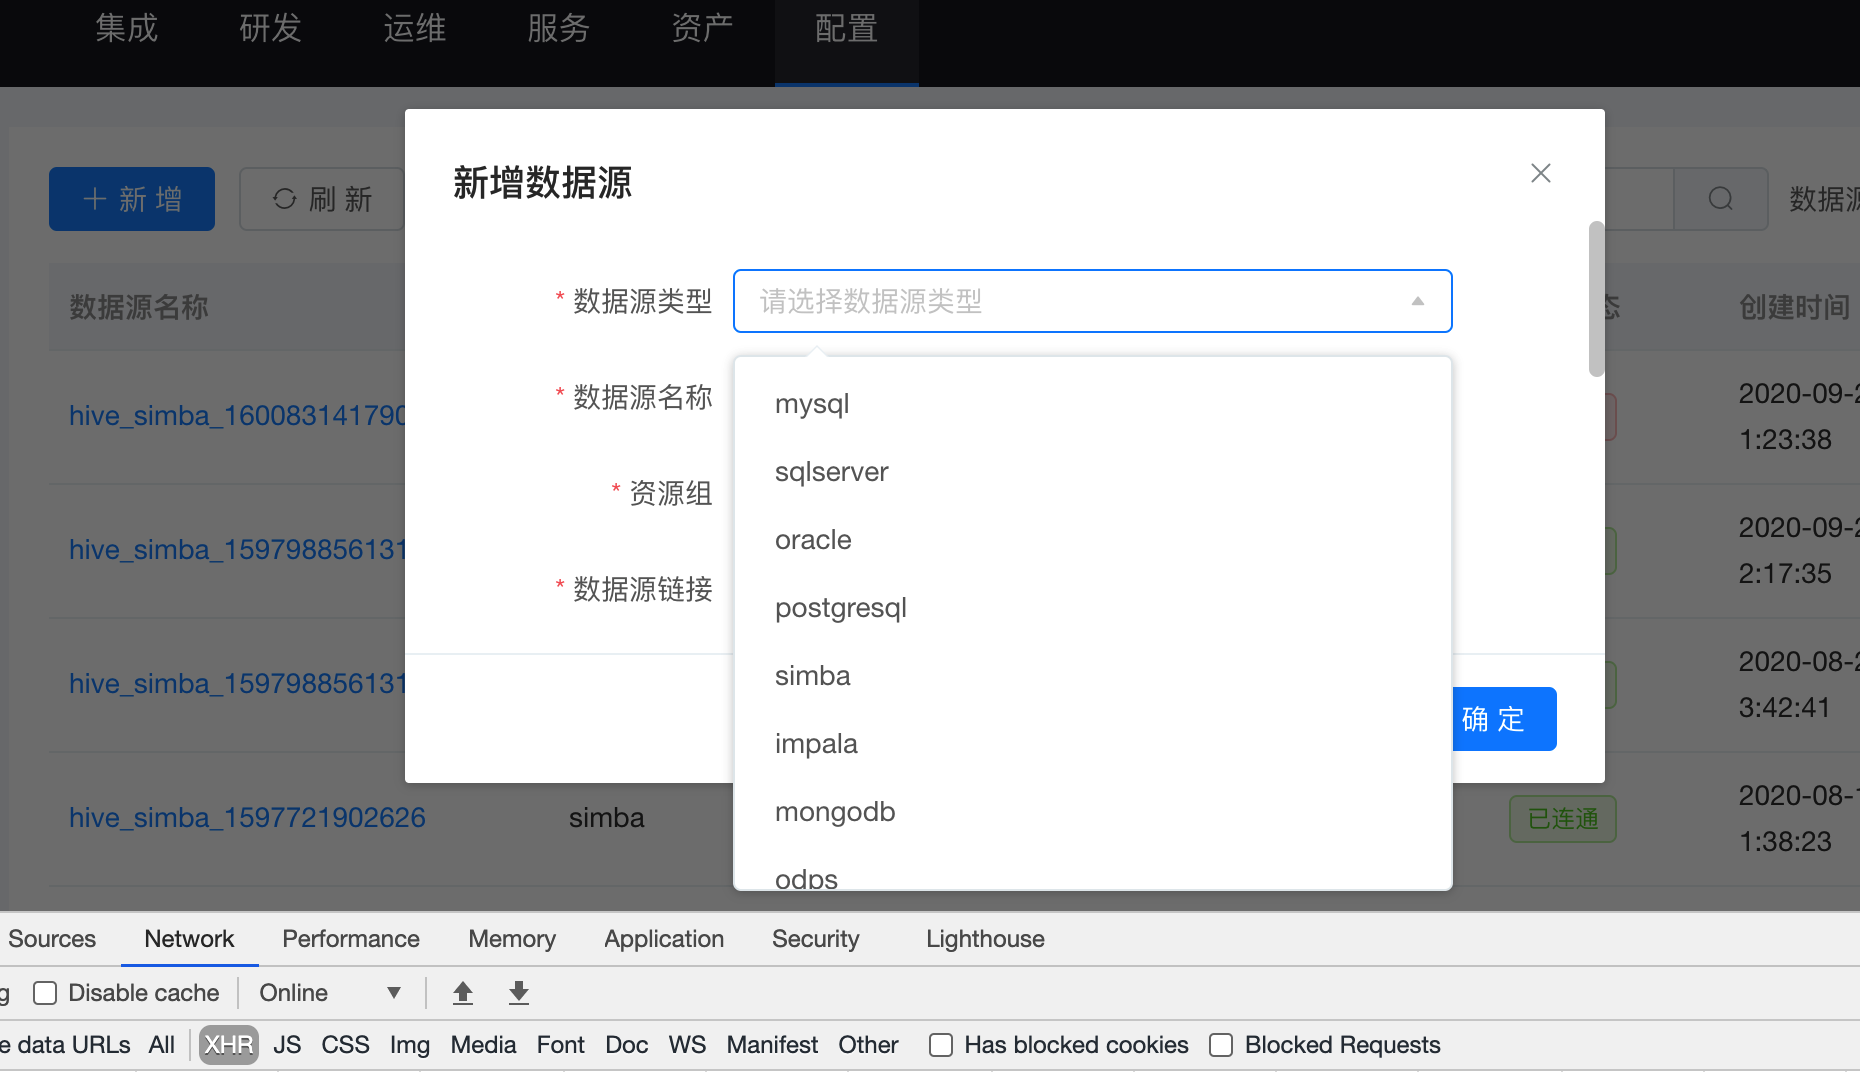 集成 研发 运维 服务 资产 配置
新增数据源
新 增 刷 新 数据源
* 数据源类型 请选择数据源类型
数据源名称 态 创建时间
* 数据源名称
mysql
hive_simba_160083141790 2020-09-2
1:23:38
sqlserver
* 资源组
oracle
hive_simba_159798856131 2020-09-2
2:17:35
* 数据源链接
postgresql
simba
hive_simba_159798856131 2020-08-2
3:42:41
确 定
impala
mongodb
hive_simba_1597721902626 simba 已连通 2020-08-1
1:38:23
odps
Sources Network Performance Memory Application Security Lighthouse
g Disable cache Online
e data URLs All XHR JS CSS Img Media Font Doc WS Manifest Other Has blocked cookies Blocked Requests